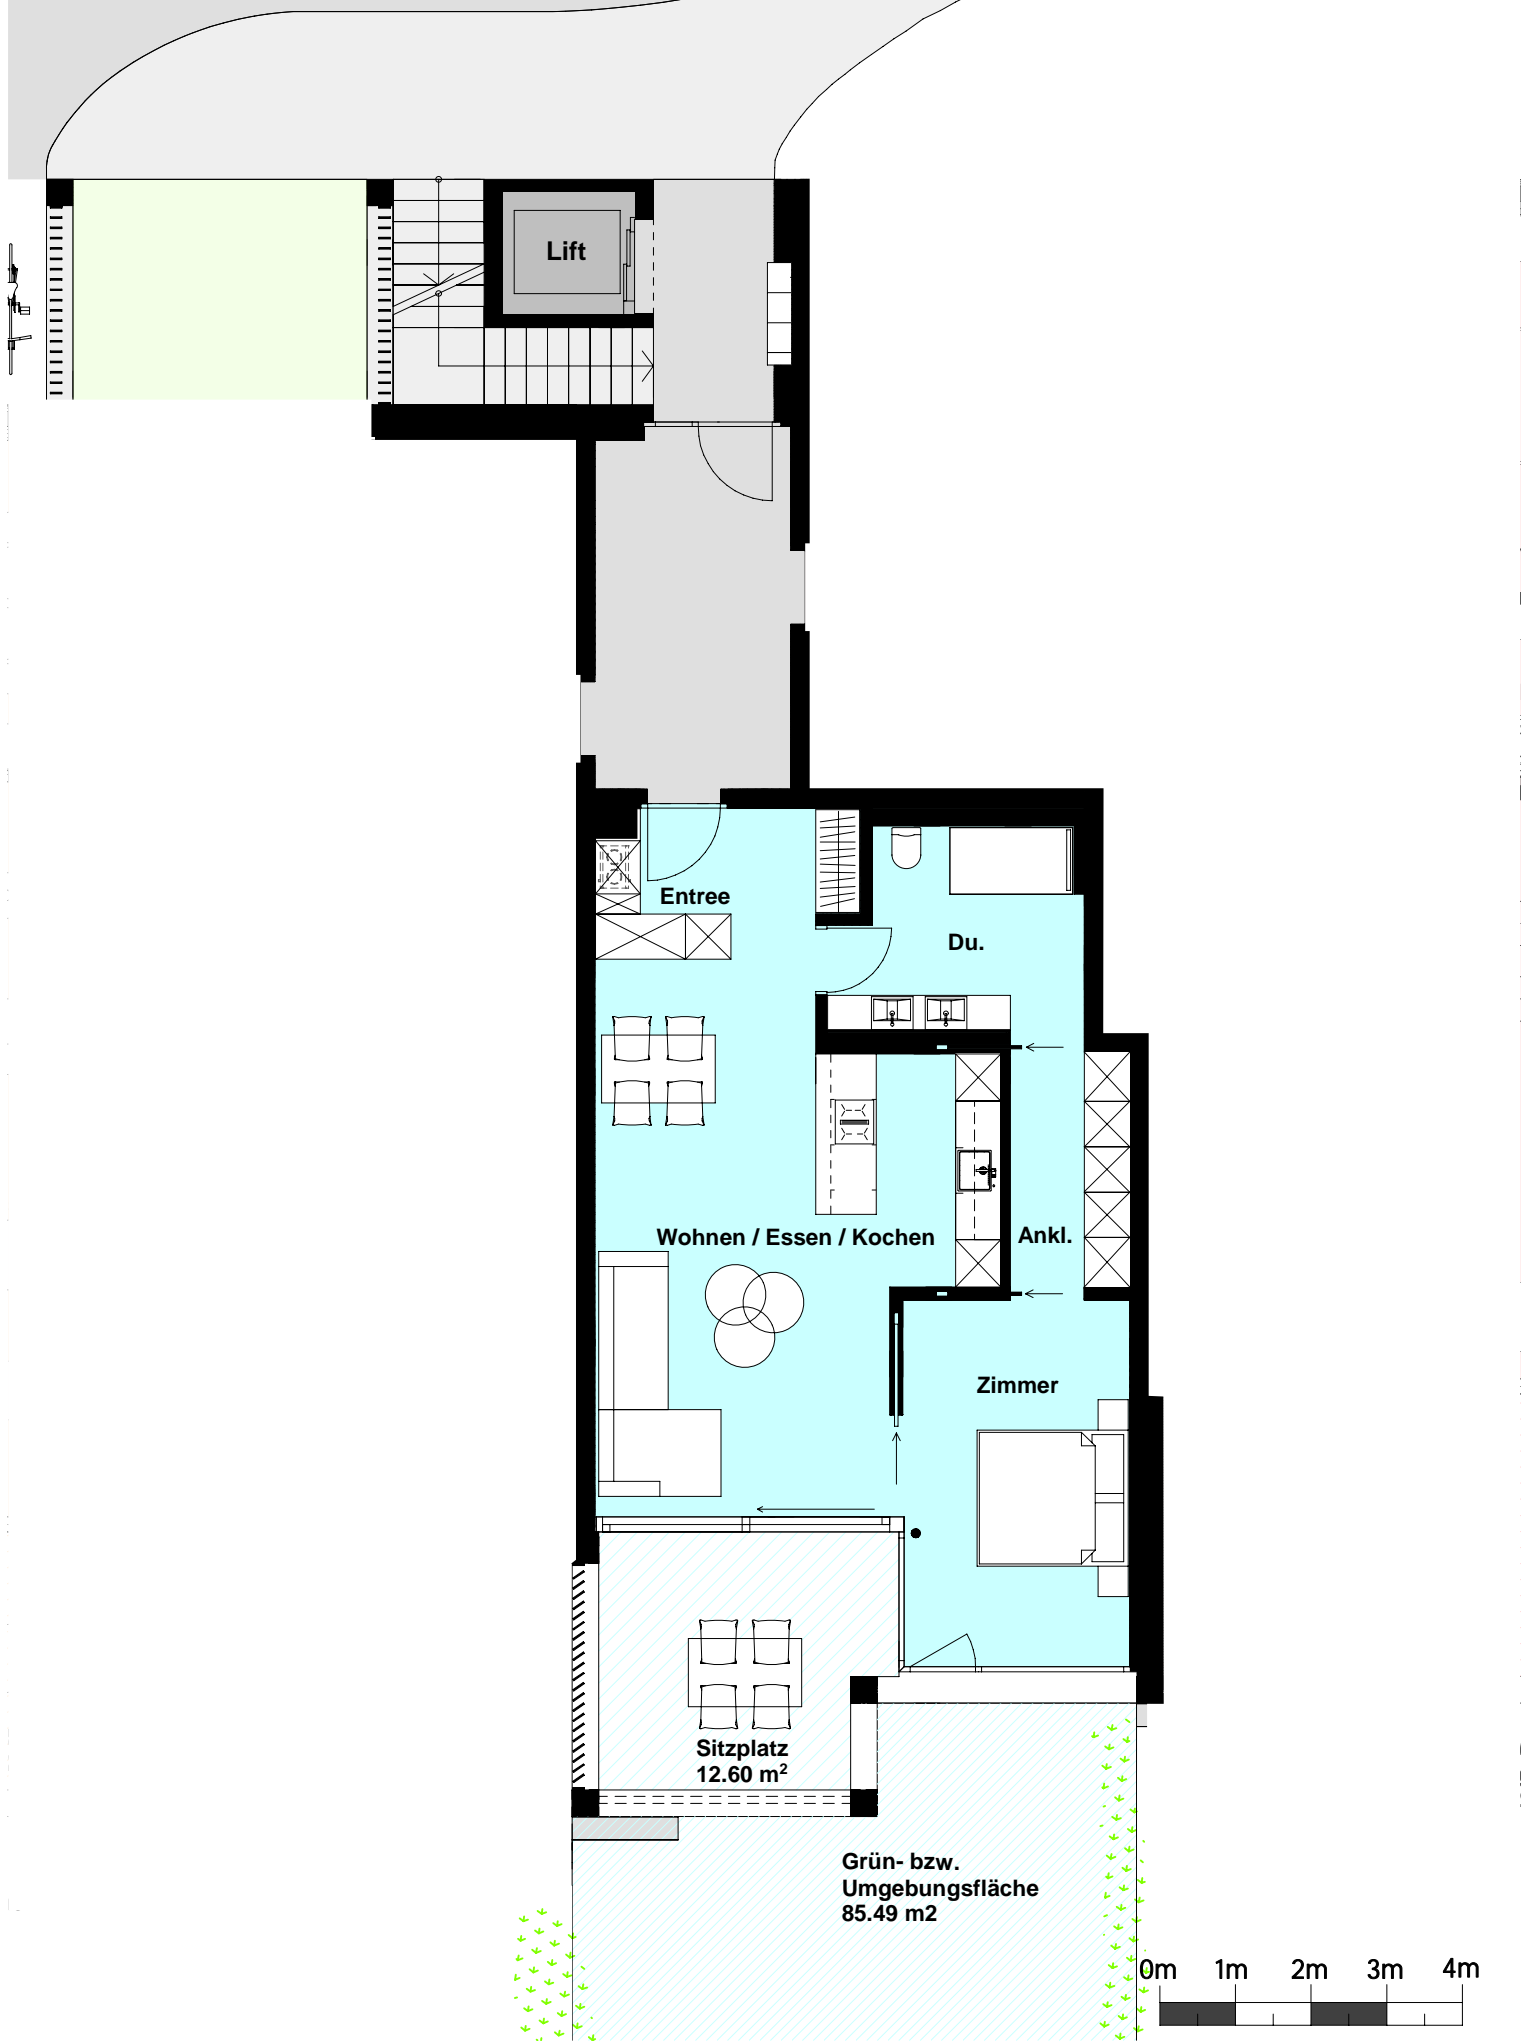 Lift
Entree
Du.
Wohnen / Essen / Kochen
Ankl.
Zimmer
Sitzplatz
12.60 m²
Grün- bzw.
Umgebungsfläche
85.49 m2
0m 1m 2m 3m 4m